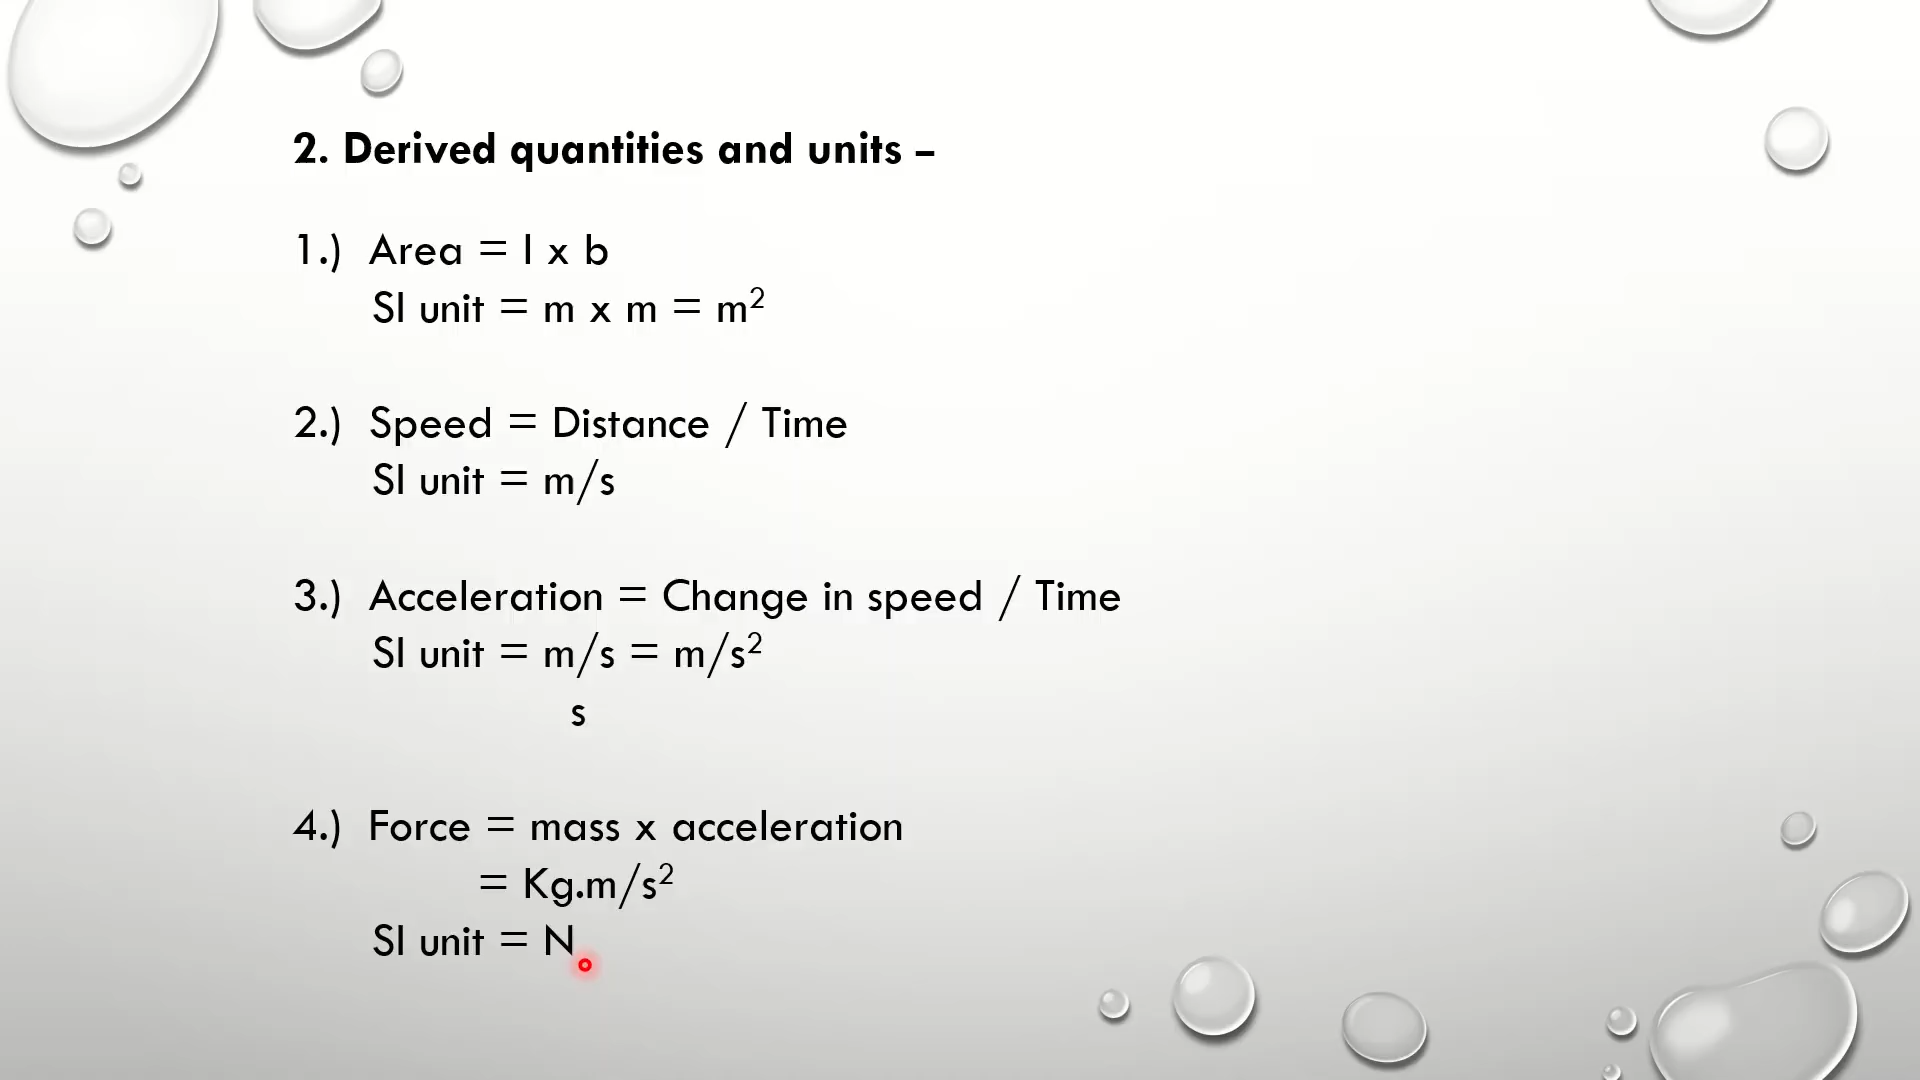 2. Derived quantities and units –
1.) Area = l x b
SI unit = m x m = m²
2.) Speed = Distance / Time
SI unit = m/s
3.) Acceleration = Change in speed / Time
SI unit = m/s = m/s²
s
4.) Force = mass x acceleration
= Kg.m/s²
SI unit = N